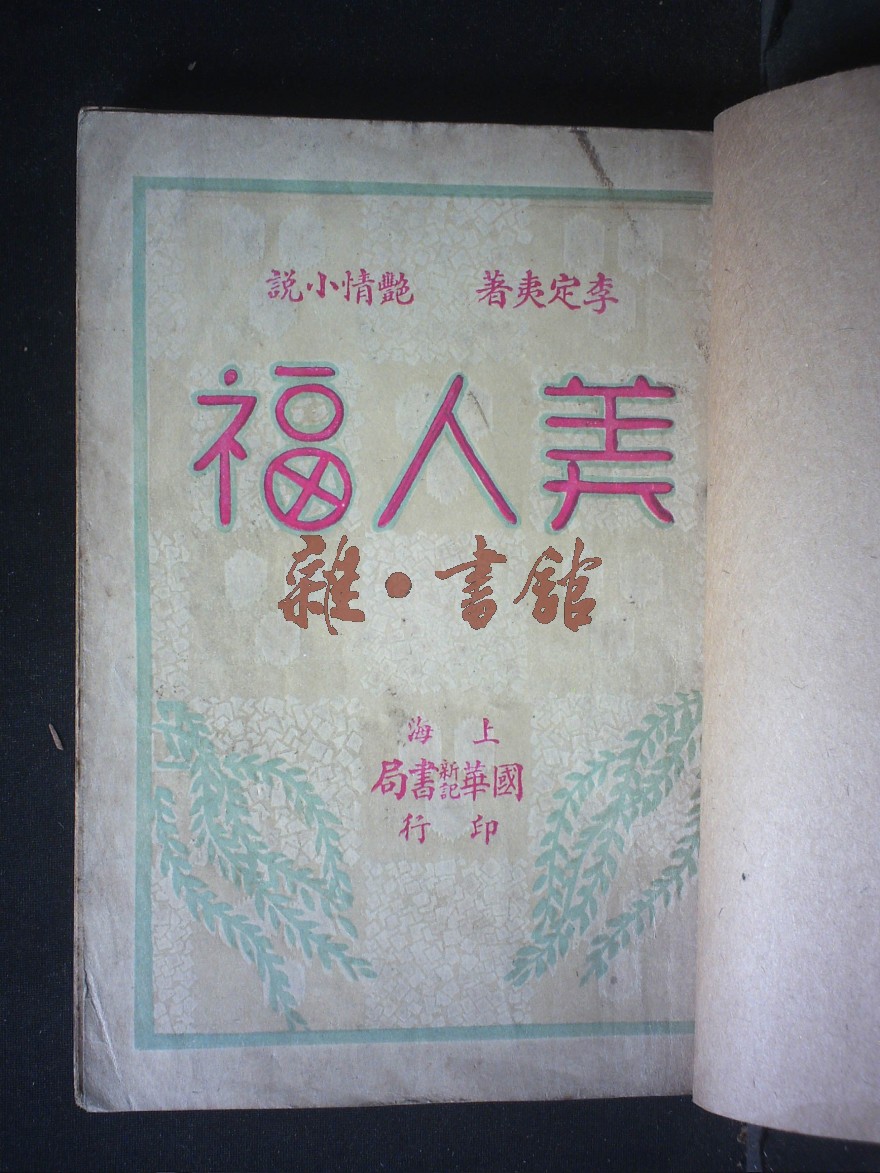 李定夷著 艷情小説
美人福
雜·書館
上海
國華新記書局
印行